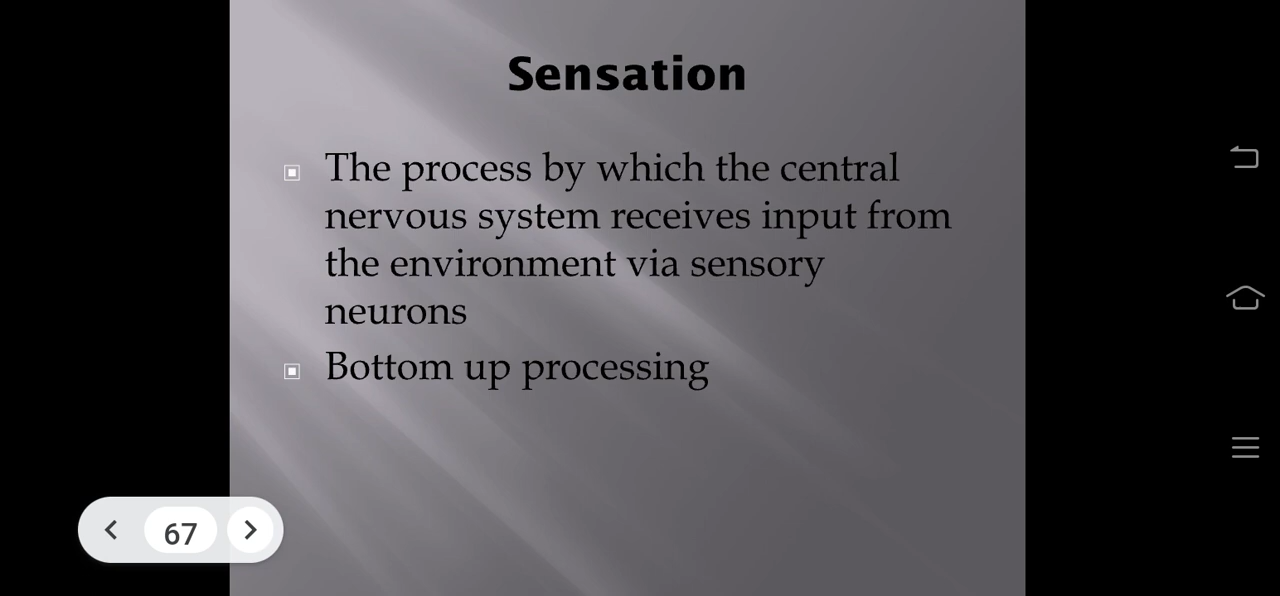 Sensation
The process by which the central
nervous system receives input from
the environment via sensory
neurons
Bottom up processing
67